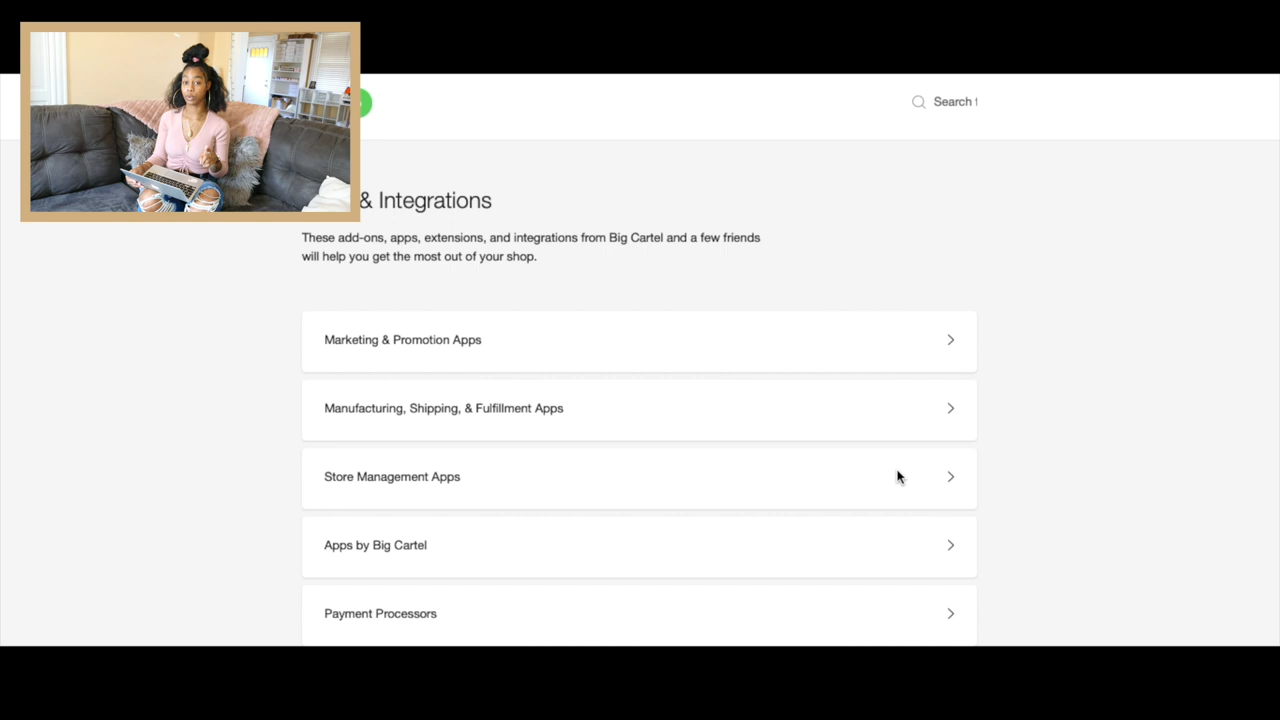 Search
& Integrations
These add-ons, apps, extensions, and integrations from Big Cartel and a few friends
will help you get the most out of your shop.
Marketing & Promotion Apps
Manufacturing, Shipping, & Fulfillment Apps
Store Management Apps
Apps by Big Cartel
Payment Processors